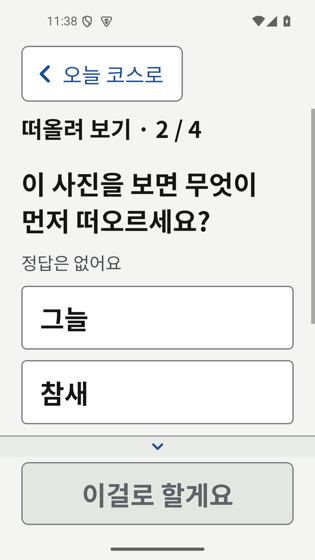 11:38
오늘 코스로
떠올려 보기 · 2 / 4
이 사진을 보면 무엇이
먼저 떠오르세요?
정답은 없어요
그늘
참새
이걸로 할게요